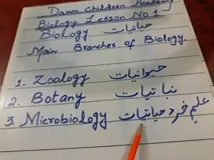 Dawn Children Academy
Biology Lesson No 1
Biology حیاتیات
Main Branches of Biology.
1. Zoology حیوانیات
2. Botany نباتیات
3 Microbiology علم خرد حیاتیات